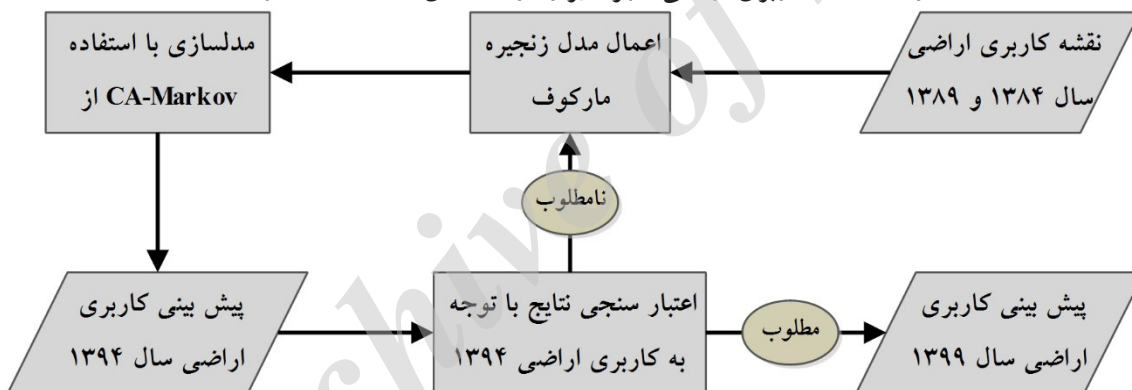 نقشه کاربری اراضی
سال ۱۳۸۴ و ۱۳۸۹
اعمال مدل زنجیره
مارکوف
مدلسازی با استفاده
از CA-Markov
پیش بینی کاربری
اراضی سال ۱۳۹۴
اعتبار سنجی نتایج با توجه
به کاربری اراضی ۱۳۹۴
نامطلوب
مطلوب
پیش بینی کاربری
اراضی سال ۱۳۹۹
chive of